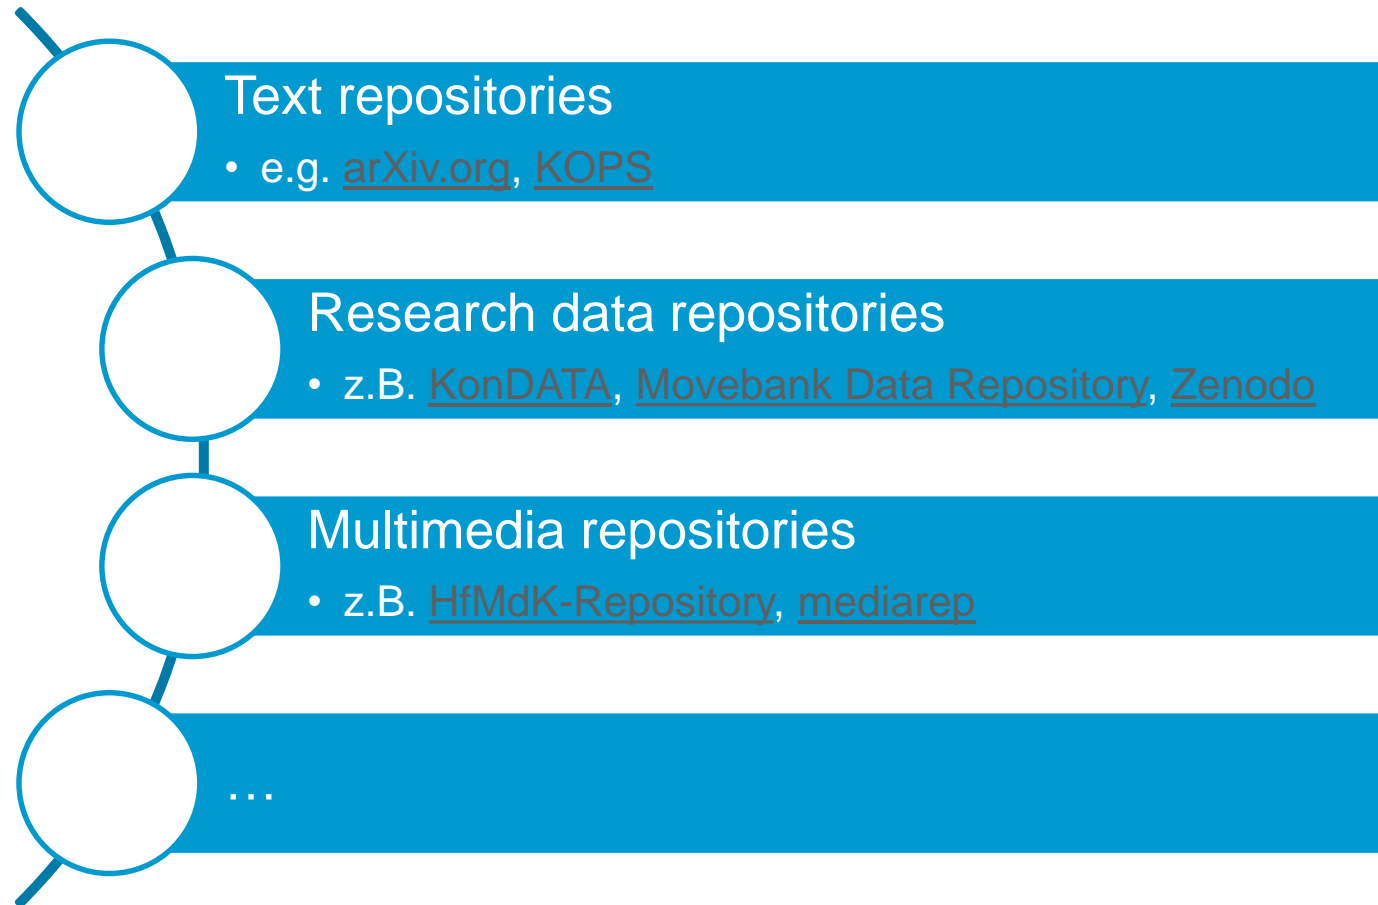 Text repositories
• e.g. arXiv.org, KOPS
Research data repositories
• z.B. KonDATA, Movebank Data Repository, Zenodo
Multimedia repositories
• z.B. HfMdK-Repository, mediarep
…